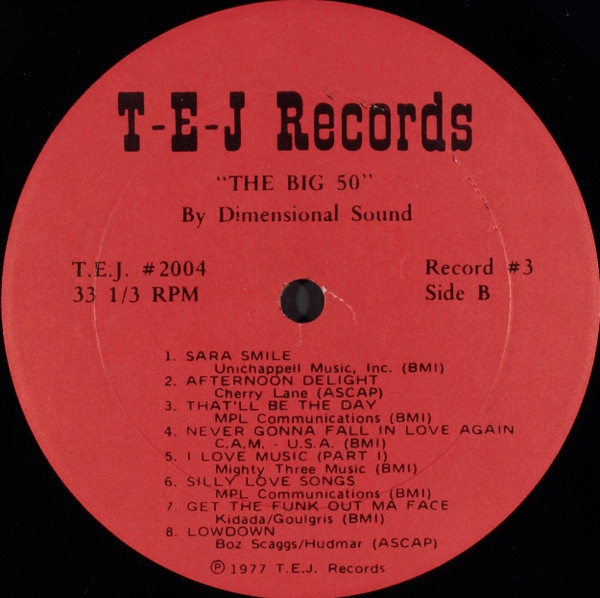 T-E-J Records
"THE BIG 50"
By Dimensional Sound
T.E.J. #2004
33 1/3 RPM
Record #3
Side B
1. SARA SMILE
Unichappell Music, Inc. (BMI)
2. AFTERNOON DELIGHT
Cherry Lane (ASCAP)
3. THAT'LL BE THE DAY
MPL Communications (BMI)
4. NEVER GONNA FALL IN LOVE AGAIN
C.A.M. - U.S.A. (BMI)
5. I LOVE MUSIC (PART I)
Mighty Three Music (BMI)
6. SILLY LOVE SONGS
MPL Communications (BMI)
7. GET THE FUNK OUT MA FACE
Kidada/Goulgris (BMI)
8. LOWDOWN
Boz Scaggs/Hudmar (ASCAP)
℗ 1977 T.E.J. Records